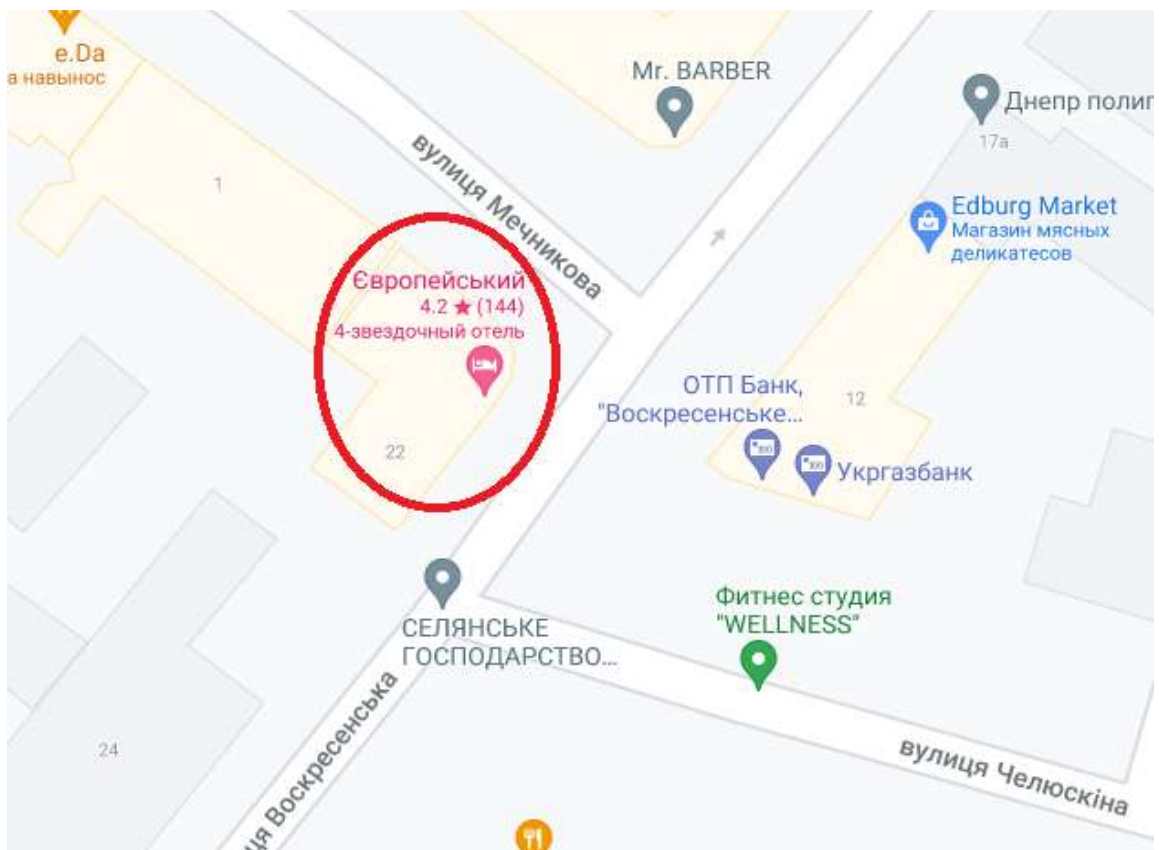 e.Da
а навынос
Mr. BARBER
Днепр полиг
17а
вулиця Мечникова
1
Edburg Market
Магазин мясных
деликатесов
Європейський
4.2 ★ (144)
4-звездочный отель
ОТП Банк,
"Воскресенське...
12
22
Укргазбанк
Фитнес студия
"WELLNESS"
СЕЛЯНСЬКЕ
ГОСПОДАРСТВО...
24
ця Воскресенська
вулиця Челюскіна